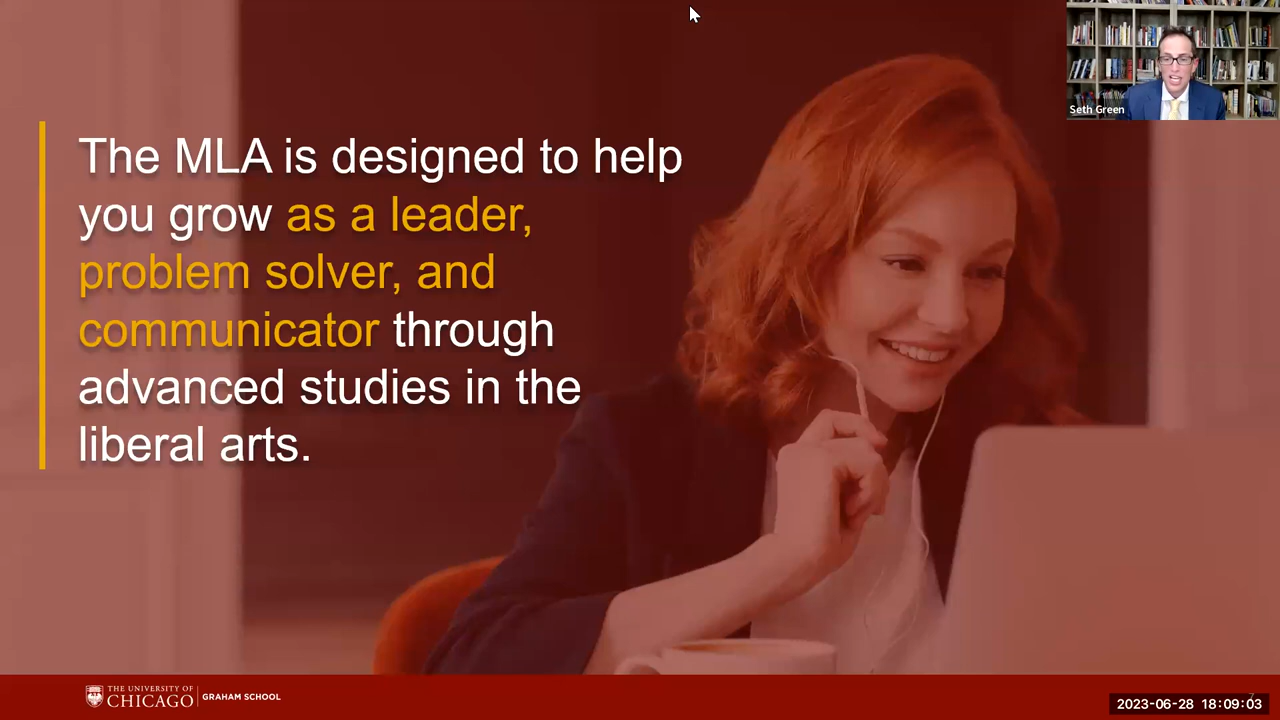 Seth Green
The MLA is designed to help
you grow as a leader,
problem solver, and
communicator through
advanced studies in the
liberal arts.
THE UNIVERSITY OF
CHICAGO
GRAHAM SCHOOL
7
2023-06-28 18:09:03